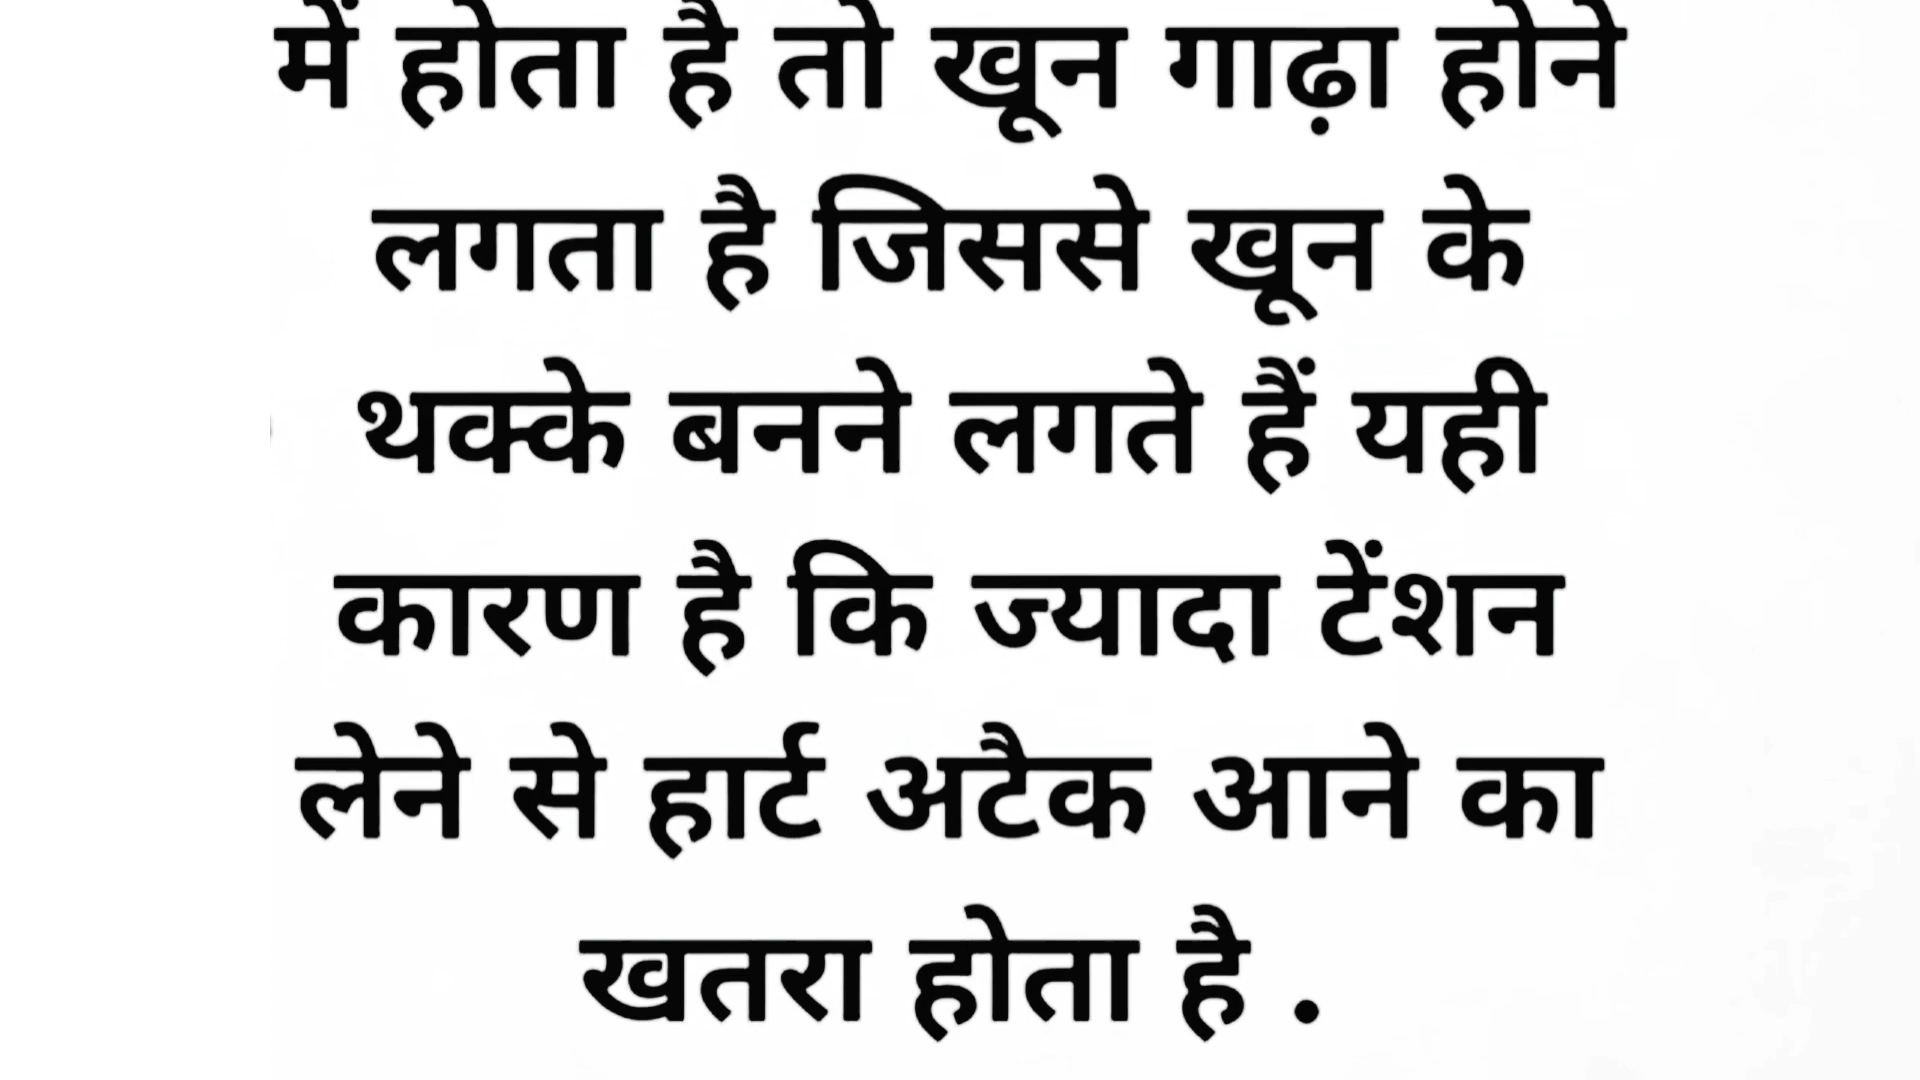 में होता है तो खून गाढ़ा होने
लगता है जिससे खून के
थक्के बनने लगते हैं यही
कारण है कि ज्यादा टेंशन
लेने से हार्ट अटैक आने का
खतरा होता है .